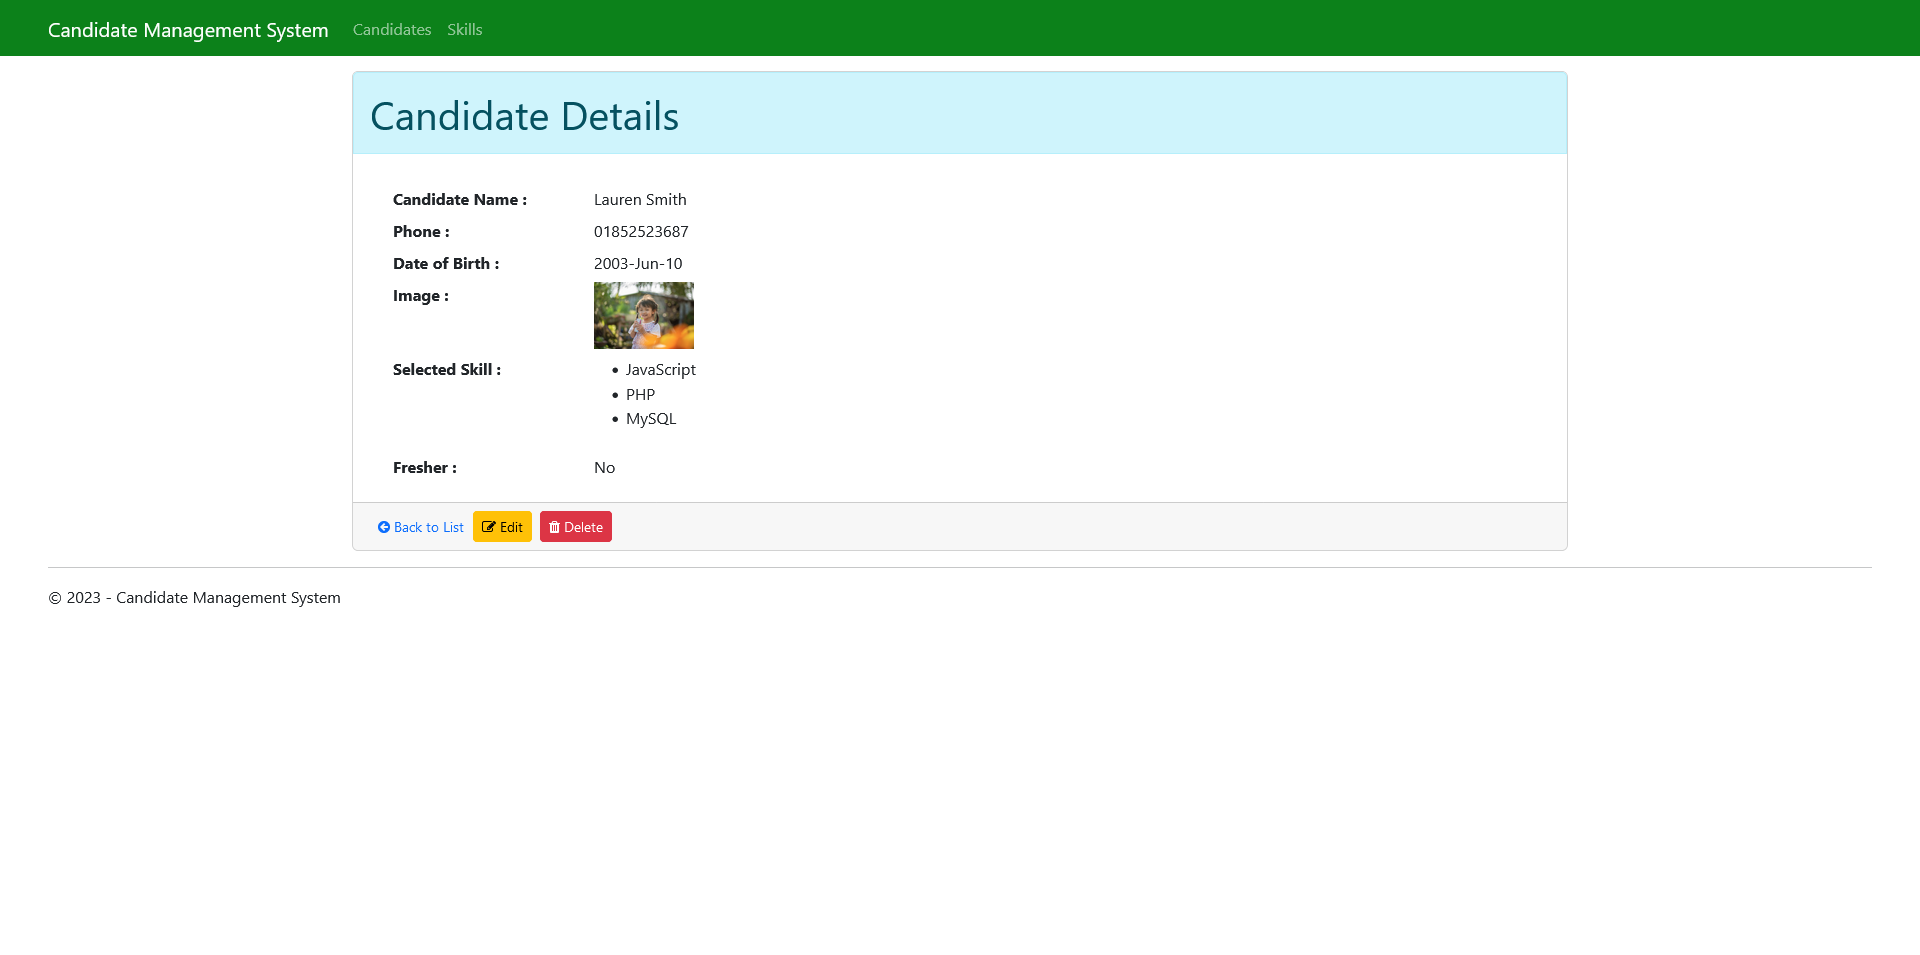 Candidate Management System Candidates Skills
Candidate Details
Candidate Name : Lauren Smith
Phone : 01852523687
Date of Birth : 2003-Jun-10
Image :
Selected Skill : • JavaScript
• PHP
• MySQL
Fresher : No
Back to List Edit Delete
© 2023 - Candidate Management System